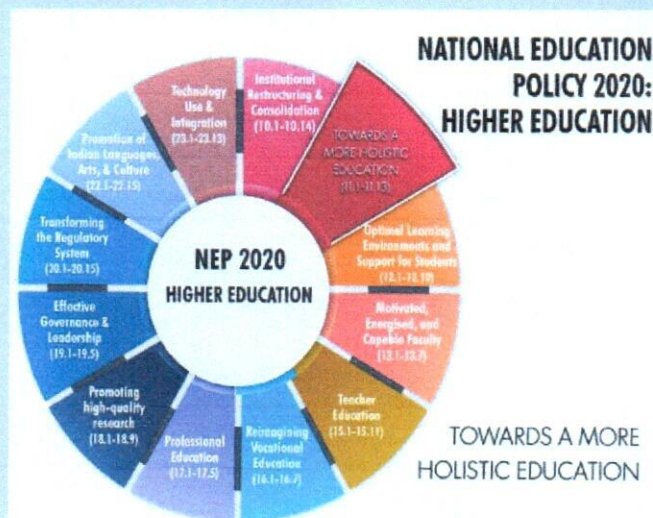 NATIONAL EDUCATION
POLICY 2020:
HIGHER EDUCATION
Institutional
Restructuring &
Consolidation
(10.1-10.14)
TOWARDS A
MORE HOLISTIC
EDUCATION
(11.1-11.13)
Optimal Learning
Environments and
Support for Students
(12.1-12.10)
Motivated,
Energised, and
Capable Faculty
(13.1-13.7)
Teacher
Education
(15.1-15.11)
Reimagining
Vocational
Education
(16.1-16.7)
Professional
Education
(17.1-17.5)
Promoting
high-quality
research
(18.1-18.9)
Effective
Governance &
Leadership
(19.1-19.5)
Transforming
the Regulatory
System
(20.1-20.15)
Promotion of
Indian Languages,
Arts, & Culture
(22.1-22.15)
Technology
Use &
Integration
(23.1-23.13)
NEP 2020
HIGHER EDUCATION
TOWARDS A MORE
HOLISTIC EDUCATION